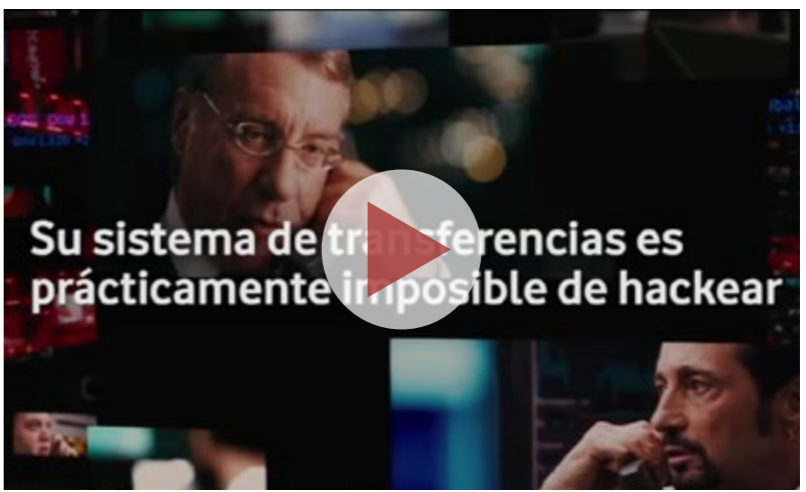 Su sistema de transferencias es
prácticamente imposible de hackear